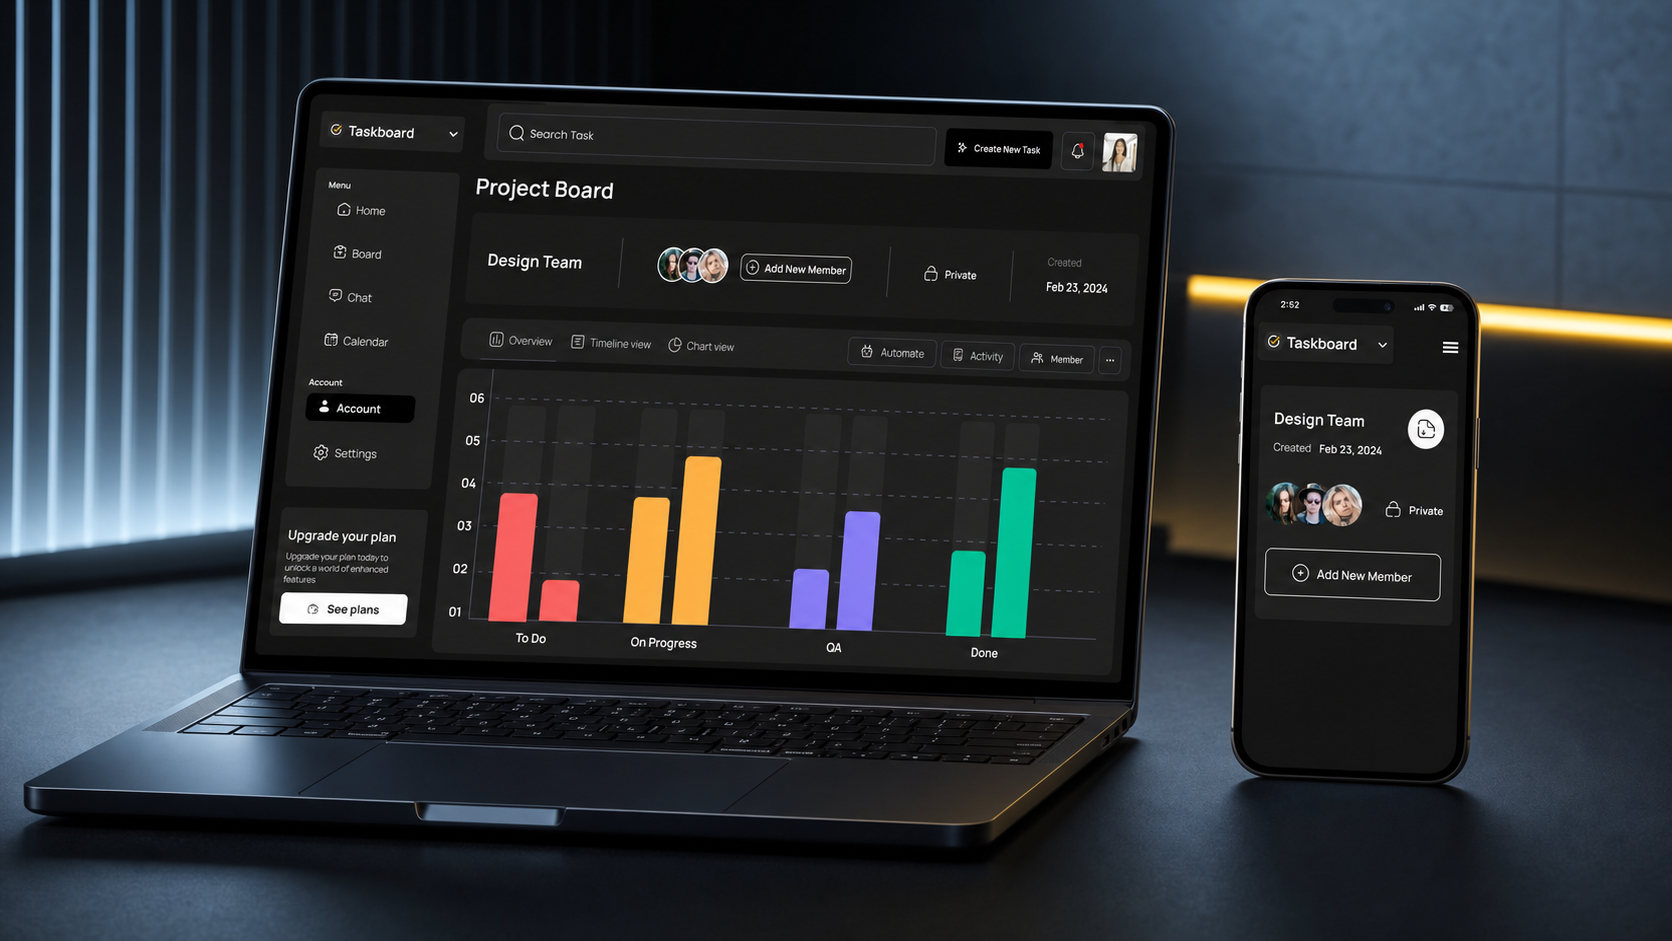 Taskboard
Search Task
Create New Task
Menu
Home
Board
Chat
Calendar
Account
Account
Settings
Upgrade your plan
Upgrade your plan today to
unlock a world of enhanced
features
See plans
Project Board
Design Team
Add New Member
Private
Created
Feb 23, 2024
Overview
Timeline view
Chart view
Automate
Activity
Member
06
05
04
03
02
01
To Do
On Progress
QA
Done
2:52
Taskboard
Design Team
Created Feb 23, 2024
Private
Add New Member